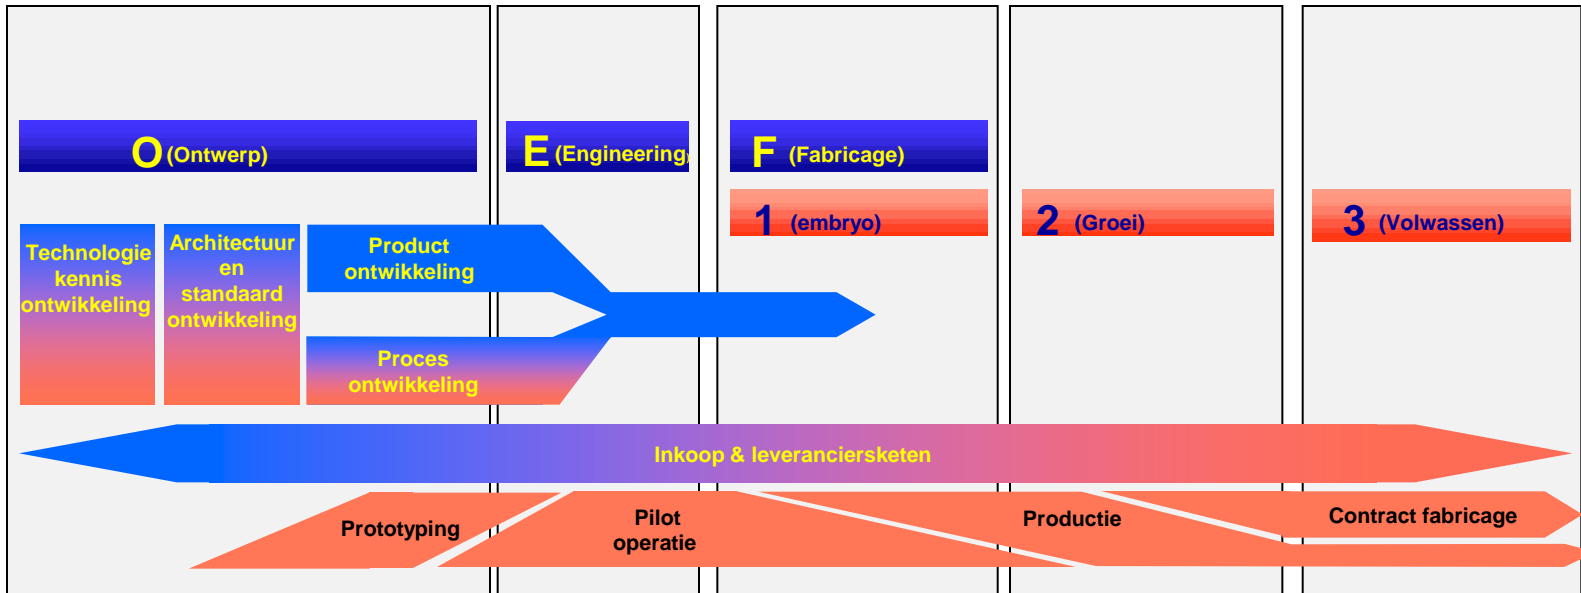 O (Ontwerp)
E (Engineering)
F (Fabricage)
1 (embryo)
2 (Groei)
3 (Volwassen)
Technologie
kennis
ontwikkeling
Architectuur
en
standaard
ontwikkeling
Product
ontwikkeling
Proces
ontwikkeling
Inkoop & leveranciersketen
Prototyping
Pilot
operatie
Productie
Contract fabricage